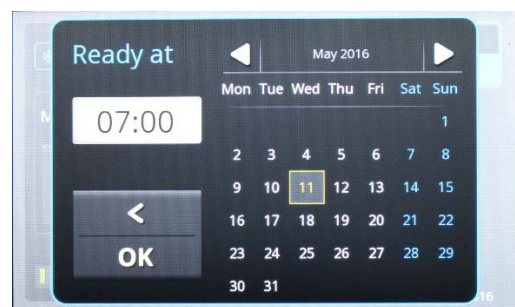 Ready at
07:00
<
OK
May 2016
Mon Tue Wed Thu Fri Sat Sun
1
2 3 4 5 6 7 8
9 10 11 12 13 14 15
16 17 18 19 20 21 22
23 24 25 26 27 28 29
30 31
M
16